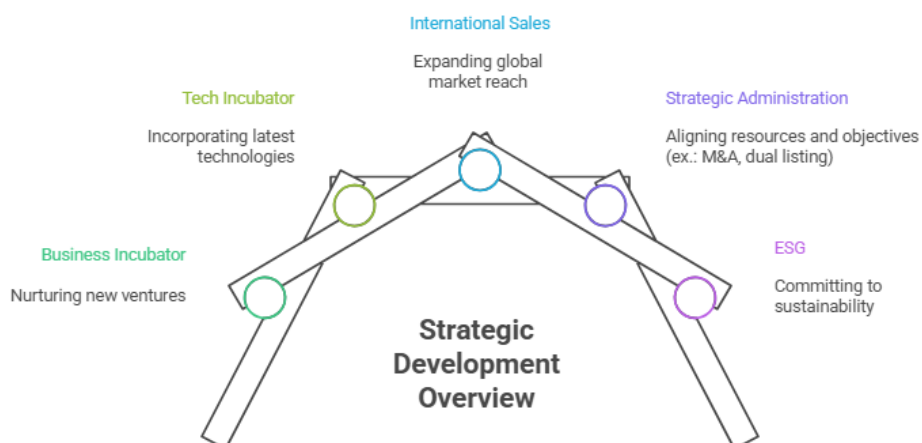 International Sales
Expanding global
market reach
Tech Incubator
Incorporating latest
technologies
Strategic Administration
Aligning resources and objectives
(ex.: M&A, dual listing)
Business Incubator
Nurturing new ventures
ESG
Committing to
sustainability
Strategic
Development
Overview